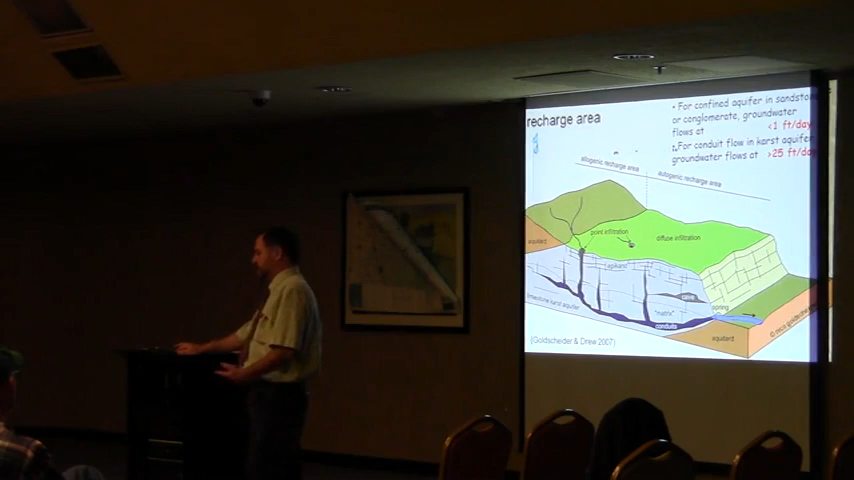 recharge area
• For confined aquifer in sandston
or conglomerate, groundwater
flows at <1 ft/day
• For conduit flow in karst aquifer
groundwater flows at >25 ft/day
allogenic recharge area
autogenic recharge area
point infiltration
diffuse infiltration
aquitard
epikarst
cave
spring
limestone karst aquifer
"matrix"
conduits
aquitard
(Goldscheider & Drew 2007)